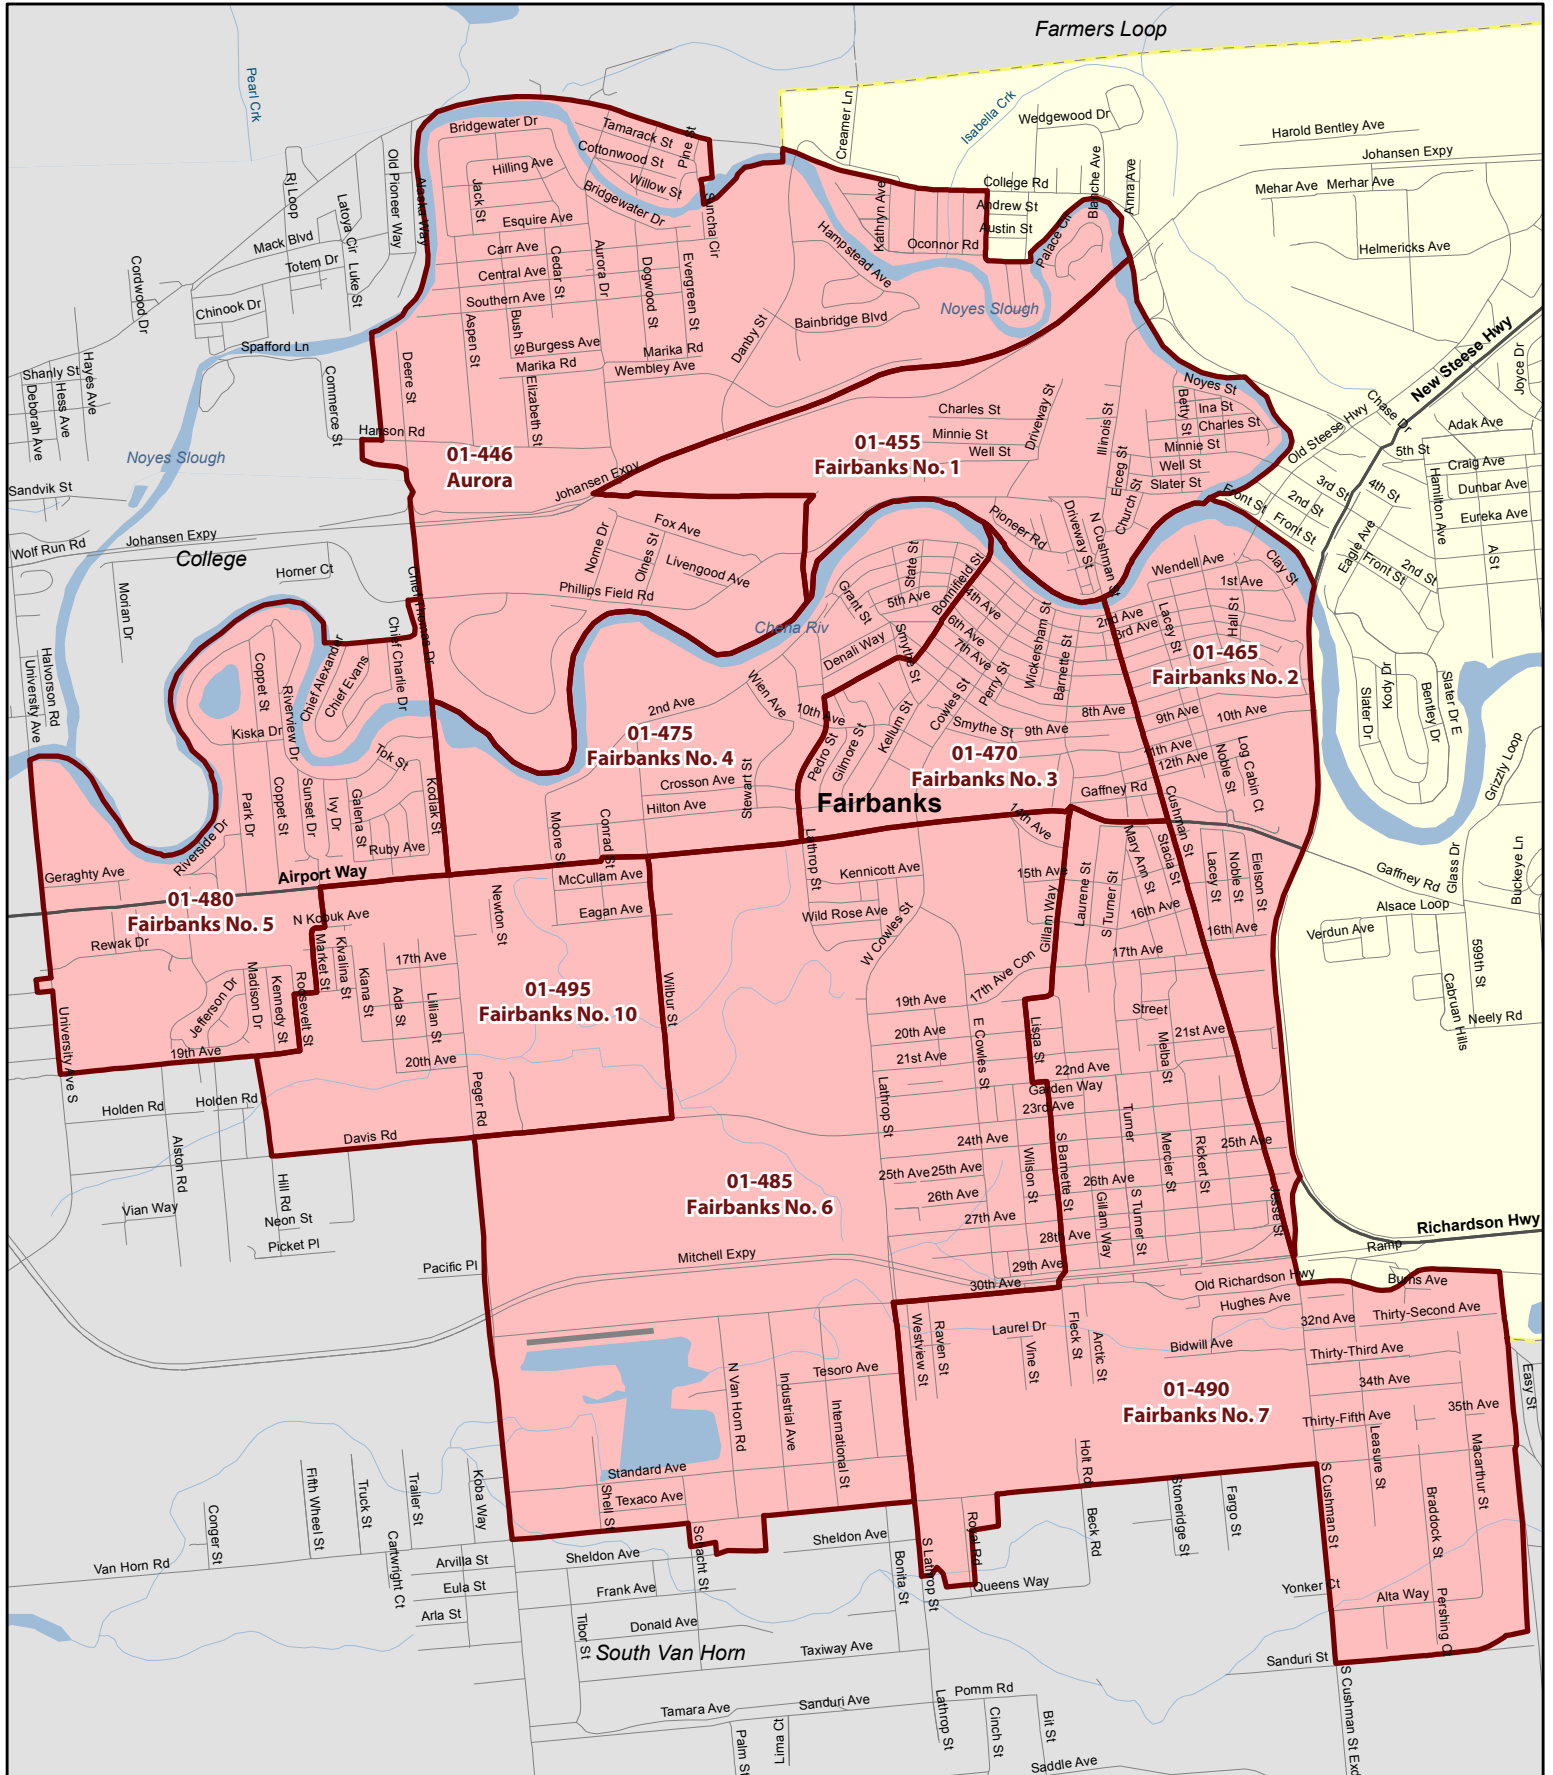 Farmers Loop
Pearl Crk
Isabella Crk
Creamer Ln
Wedgewood Dr
Harold Bentley Ave
Johansen Expy
Mehar Ave
Merhar Ave
Helmericks Ave
Blanche Ave
Anna Ave
College Rd
Andrew St
Austin St
Palace Cir
Kathryn Ave
Oconnor Rd
Hampstead Ave
Noyes Slough
Bainbridge Blvd
Danby St
Bridgewater Dr
Tamarack St
Pine St
Cottonwood St
Willow St
Bridgewater Dr
Suncha Cir
Hilling Ave
Jack St
Esquire Ave
Carr Ave
Central Ave
Cedar St
Southern Ave
Aurora Dr
Dogwood St
Evergreen St
Aspen St
Bush St
Burgess Ave
Marika Rd
Marika Rd
Wembley Ave
Elizabeth St
Alaska Way
Old Pioneer Way
Rj Loop
Latoya Cir
Mack Blvd
Totem Dr
Luke St
Cordwood Dr
Chinook Dr
Spafford Ln
Shanly St
Hayes Ave
Hess Ave
Deborah Ave
Commerce St
Deere St
Hanson Rd
Noyes Slough
Sandvik St
Wolf Run Rd
Johansen Expy
College
Horner Ct
Morian Dr
Halvorson Rd
University Ave
01-446
Aurora
Johansen Expy
01-455
Fairbanks No. 1
Charles St
Minnie St
Well St
Driveway St
Illinois St
Erceg St
Church St
Noyes St
Betty St
Ina St
Charles St
Minnie St
Well St
Slater St
Driveway St
N Cushman St
Pioneer Rd
Old Steese Hwy
Chase Dr
New Steese Hwy
Joyce Dr
Adak Ave
5th St
Craig Ave
Dunbar Ave
Eureka Ave
Hamilton Ave
A St
3rd St
4th St
2nd St
Front St
Front St
Eagle Ave
Front St
2nd St
Fox Ave
Nome Dr
Olnes St
Livengood Ave
Phillips Field Rd
Chena Riv
Chief Thomas Dr
Chief Charlie Dr
Chief Alexander
Chief Evans
Coppet St
Riverview Dr
Kiska Dr
Tok St
Kodiak St
Park Dr
Coppet St
Sunset Dr
Ivy Dr
Galena St
Ruby Ave
Riverside Dr
Geraghty Ave
Airport Way
01-480
Fairbanks No. 5
Rewak Dr
N Kobuk Ave
Market St
Kivalina St
Kiana St
17th Ave
Ada St
Lillian St
20th Ave
Jefferson Dr
Madison Dr
Kennedy St
Roosevelt St
19th Ave
University Ave S
Holden Rd
Holden Rd
Davis Rd
Alston Rd
Hill Rd
Vian Way
Neon St
Picket Pl
Pacific Pl
State St
5th Ave
Grant St
Bonnifield St
Denali Way
Smythe St
4th Ave
6th Ave
7th Ave
Wickersham St
Barnette St
Perry St
Cowles St
Kellum St
Smythe St
9th Ave
8th Ave
Wien Ave
10th Ave
Pedro St
Gilmore St
2nd Ave
01-475
Fairbanks No. 4
Crosson Ave
Hilton Ave
Stewart St
Moore St
Conrad St
01-470
Fairbanks No. 3
Fairbanks
Gaffney Rd
14th Ave
Wendell Ave
1st Ave
Clay St
2nd Ave
3rd Ave
Lacey St
Hall St
01-465
Fairbanks No. 2
9th Ave
10th Ave
11th Ave
12th Ave
Noble St
Log Cabin Ct
Cushman St
Kody Dr
Slater Dr
Bentley Dr
Slater Dr E
Grizzly Loop
Glass Dr
Buckeye Ln
Gaffney Rd
Alsace Loop
Verdun Ave
599th St
Cabruan Hills
Neely Rd
McCullam Ave
Eagan Ave
Newton St
01-495
Fairbanks No. 10
Wilbur St
Peger Rd
Lathrop St
Kennicott Ave
Wild Rose Ave
W Cowles St
15th Ave
Gillam Way
Laurene St
S Turner St
Mary Ann St
Stacia St
16th Ave
17th Ave
Lacey St
Noble St
Eielson St
16th Ave
17th Ave Con
19th Ave
20th Ave
21st Ave
E Cowles St
Lisga St
Street
Melba St
21st Ave
22nd Ave
Garden Way
23rd Ave
Turner
Lathrop St
24th Ave
25th Ave
25th Ave
26th Ave
27th Ave
28th Ave
29th Ave
30th Ave
Wilson St
S Barnette St
26th Ave
Gillam Way
S Turner St
Mercier St
Rickert St
25th Ave
Jesse St
01-485
Fairbanks No. 6
Mitchell Expy
Richardson Hwy
Ramp
Old Richardson Hwy
Burns Ave
Hughes Ave
32nd Ave
Thirty-Second Ave
Bidwill Ave
Thirty-Third Ave
34th Ave
35th Ave
Thirty-Fifth Ave
Leasure St
Macarthur St
Easy St
01-490
Fairbanks No. 7
Westview St
Raven St
Laurel Dr
Vine St
Fleck St
Arctic St
Tesoro Ave
N Van Horn Rd
Industrial Ave
International St
Standard Ave
Texaco Ave
Shell St
Schacht St
Holt Rd
Beck Rd
Stoneridge St
Fargo St
S Cushman St
Braddock St
Alta Way
Pershing Ct
Yonker Ct
Sanduri St
S Cushman St Exd
Royal Rd
Queens Way
S Lathrop St
Sheldon Ave
Bonita St
Sheldon Ave
Frank Ave
Donald Ave
Tibor St
South Van Horn
Taxiway Ave
Sanduri Ave
Tamara Ave
Palm St
Lima Ct
Lathrop St
Pomm Rd
Cinch St
Bit St
Saddle Ave
Van Horn Rd
Conger St
Fifth Wheel St
Truck St
Trailer St
Cartwright Ct
Koba Way
Arvilla St
Eula St
Arla St